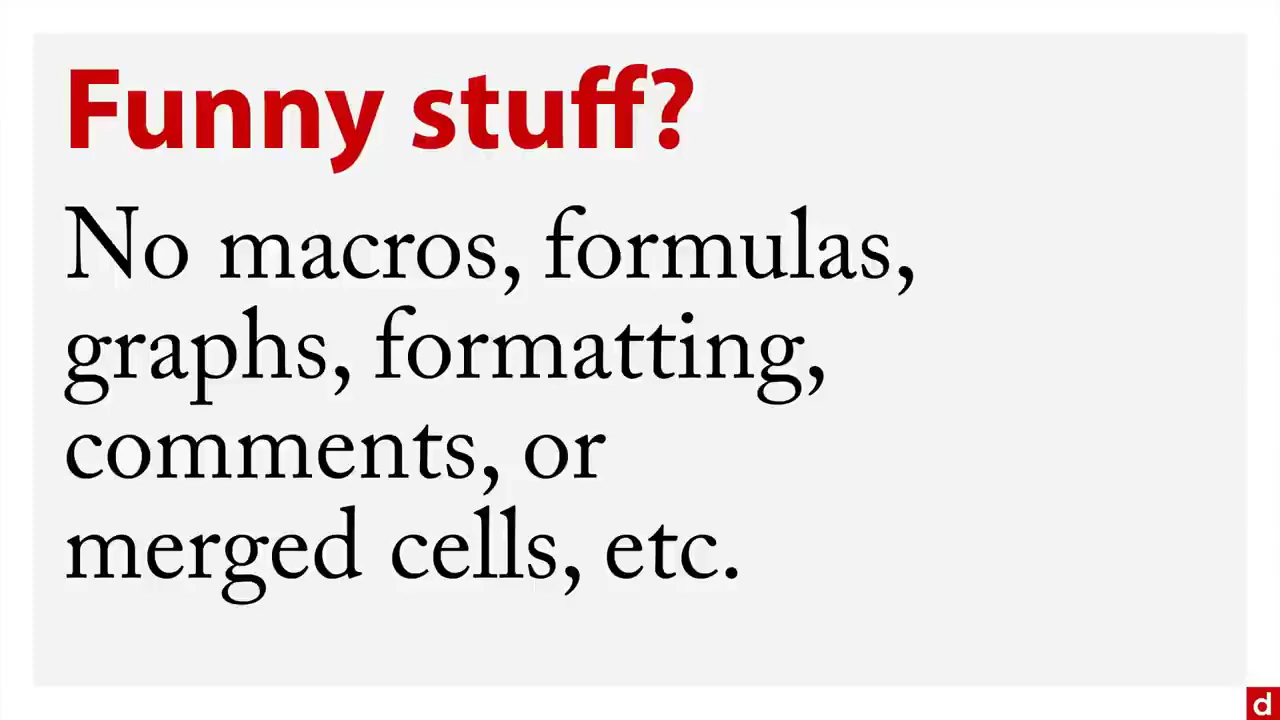 Funny stuff?
No macros, formulas,
graphs, formatting,
comments, or
merged cells, etc.
d